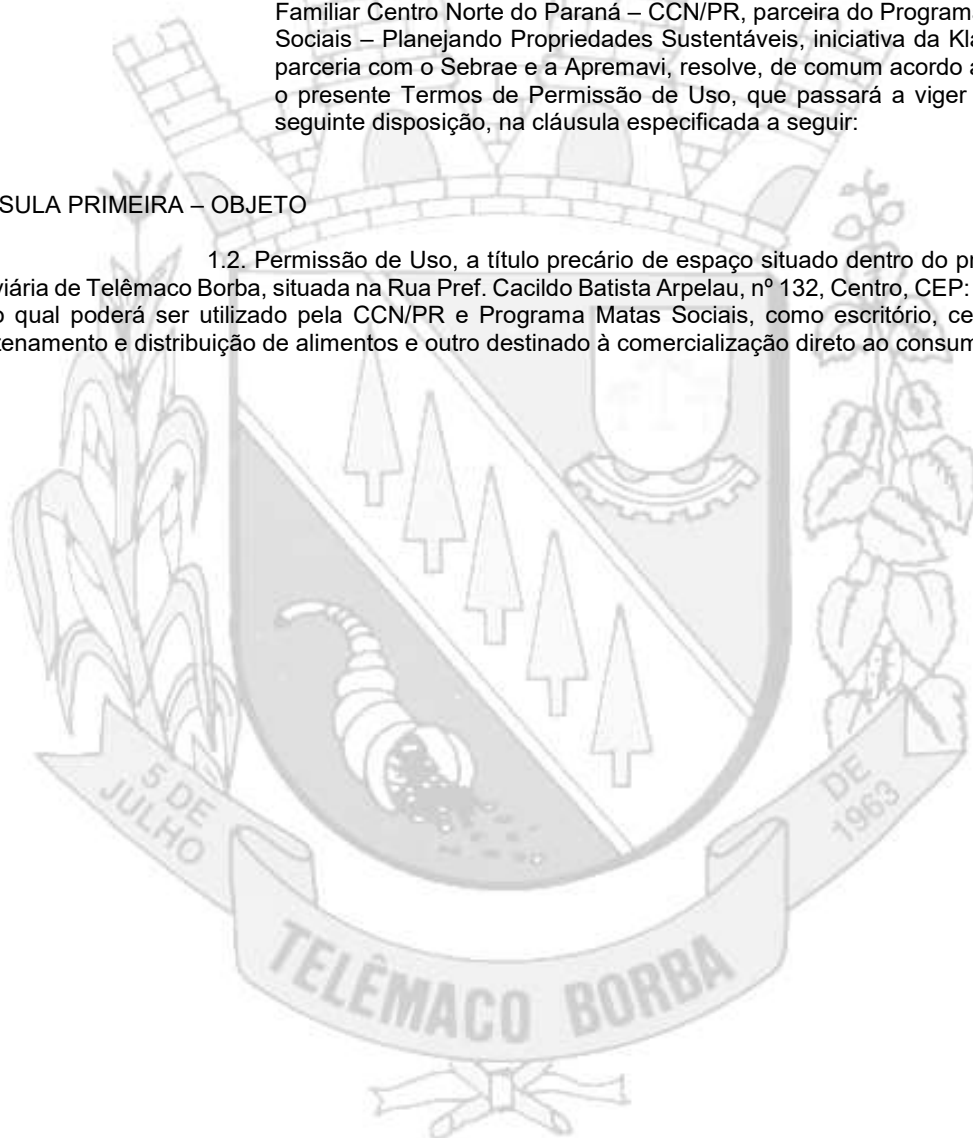 Familiar Centro Norte do Paraná – CCN/PR, parceira do Program
Sociais – Planejando Propriedades Sustentáveis, iniciativa da Kla
parceria com o Sebrae e a Apremavi, resolve, de comum acordo a
o presente Termos de Permissão de Uso, que passará a viger
seguinte disposição, na cláusula especificada a seguir:
SULA PRIMEIRA – OBJETO
1.2. Permissão de Uso, a título precário de espaço situado dentro do pr
viária de Telêmaco Borba, situada na Rua Pref. Cacildo Batista Arpelau, nº 132, Centro, CEP:
o qual poderá ser utilizado pela CCN/PR e Programa Matas Sociais, como escritório, ce
zenamento e distribuição de alimentos e outro destinado à comercialização direto ao consum
5 DE
JULHO
DE
1963
TELÊMACO BORBA